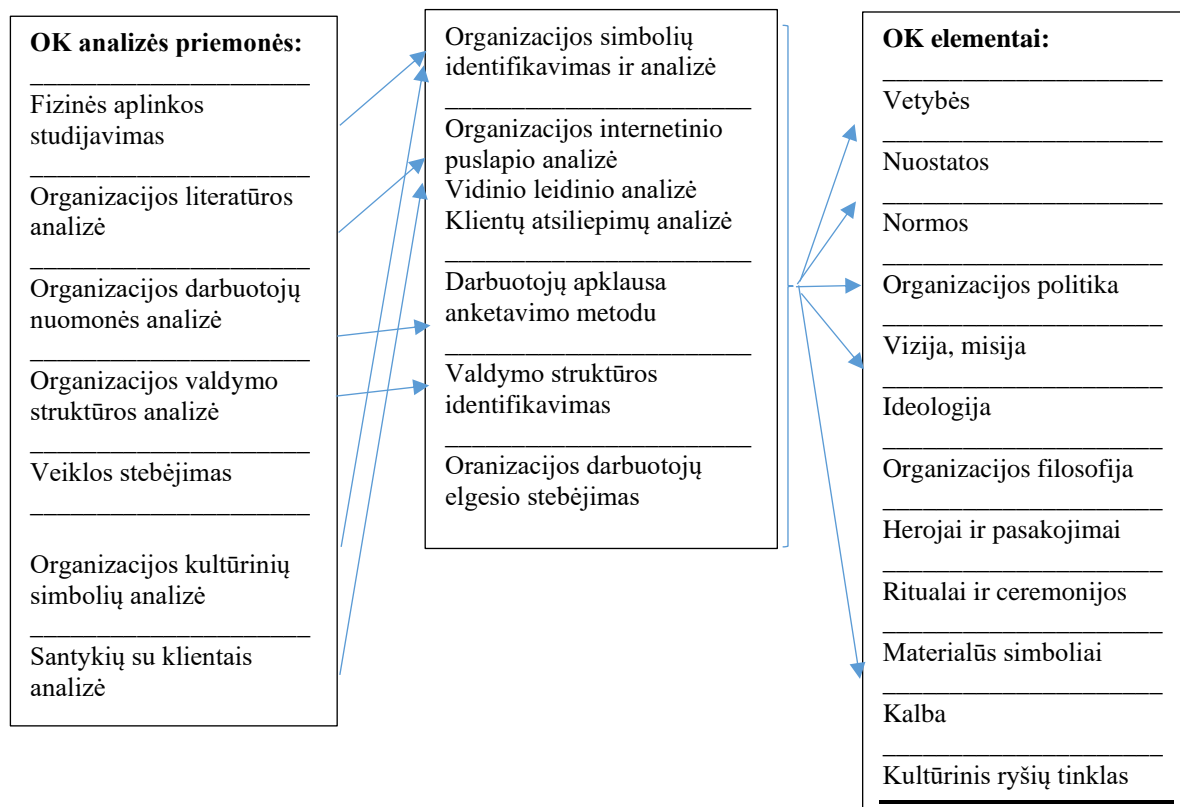 OK analizės priemonės:
Fizinės aplinkos
studijavimas
Organizacijos literatūros
analizė
Organizacijos darbuotojų
nuomonės analizė
Organizacijos valdymo
struktūros analizė
Veiklos stebėjimas
Organizacijos kultūrinių
simbolių analizė
Santykių su klientais
analizė
Organizacijos simbolių
identifikavimas ir analizė
Organizacijos internetinio
puslapio analizė
Vidinio leidinio analizė
Klientų atsiliepimų analizė
Darbuotojų apklausa
anketavimo metodu
Valdymo struktūros
identifikavimas
Oranizacijos darbuotojų
elgesio stebėjimas
OK elementai:
Vetybės
Nuostatos
Normos
Organizacijos politika
Vizija, misija
Ideologija
Organizacijos filosofija
Herojai ir pasakojimai
Ritualai ir ceremonijos
Materialūs simboliai
Kalba
Kultūrinis ryšių tinklas